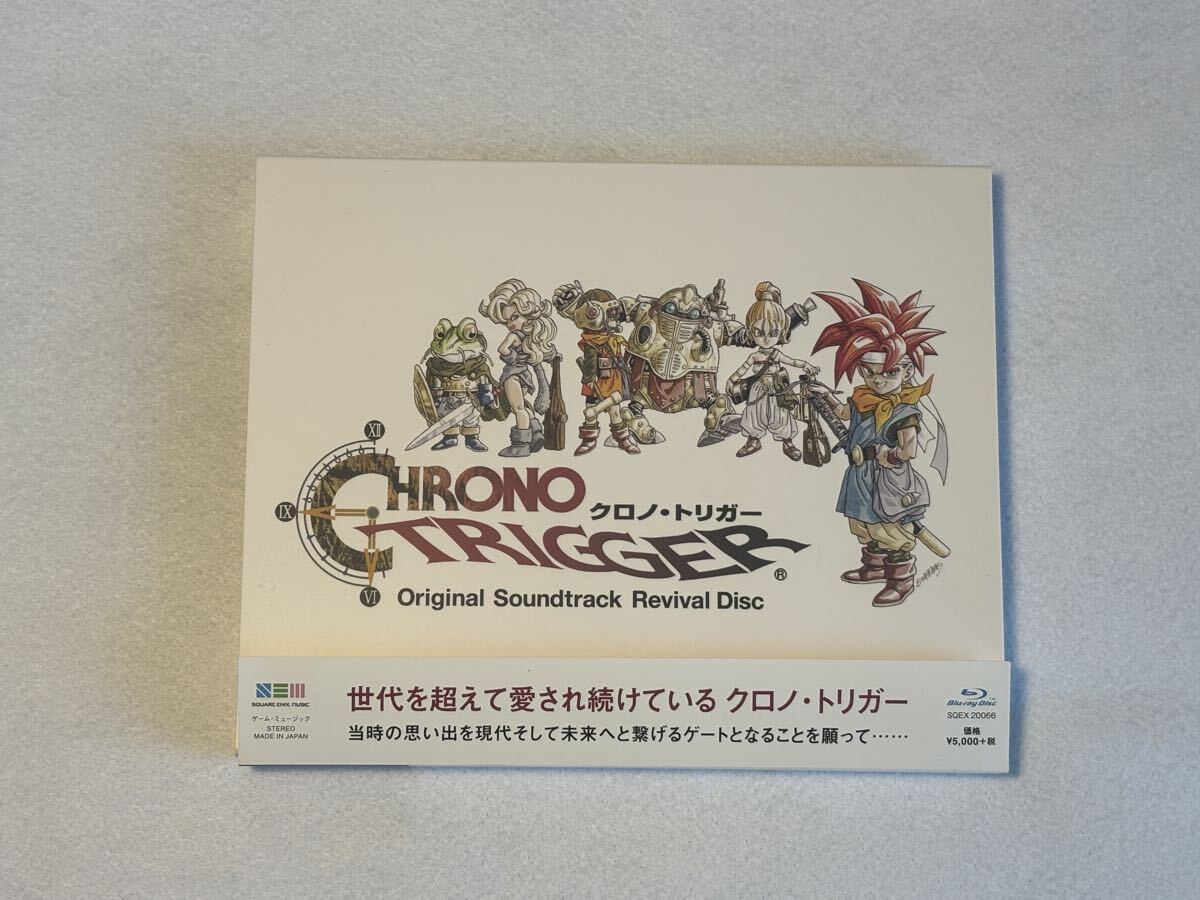 XII
IX
VI
CHRONO
TRIGGER
クロノ・トリガー
®
Original Soundtrack Revival Disc
SQUARE ENIX. MUSIC
ゲーム・ミュージック
STEREO
MADE IN JAPAN
世代を超えて愛され続けている クロノ・トリガー
当時の思い出を現代そして未来へと繋げるゲートとなることを願って……
Blu-ray Disc™
SQEX 20066
価格
¥5,000+税